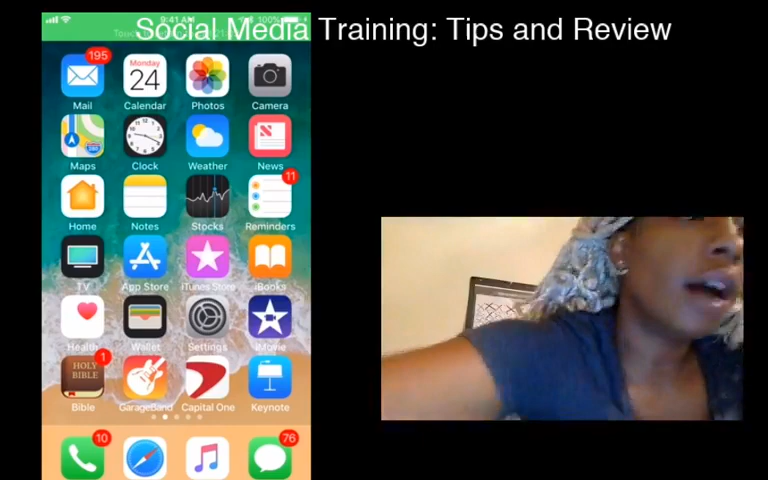 Social Media Training: Tips and Review
9:41 AM 100%
195
Monday
24
Mail Calendar Photos Camera
280
Maps Clock Weather News
11
Home Notes Stocks Reminders
TV App Store iTunes Store iBooks
Health Wallet Settings iMovie
HOLY
BIBLE
1
Bible GarageBand Capital One Keynote
10
76